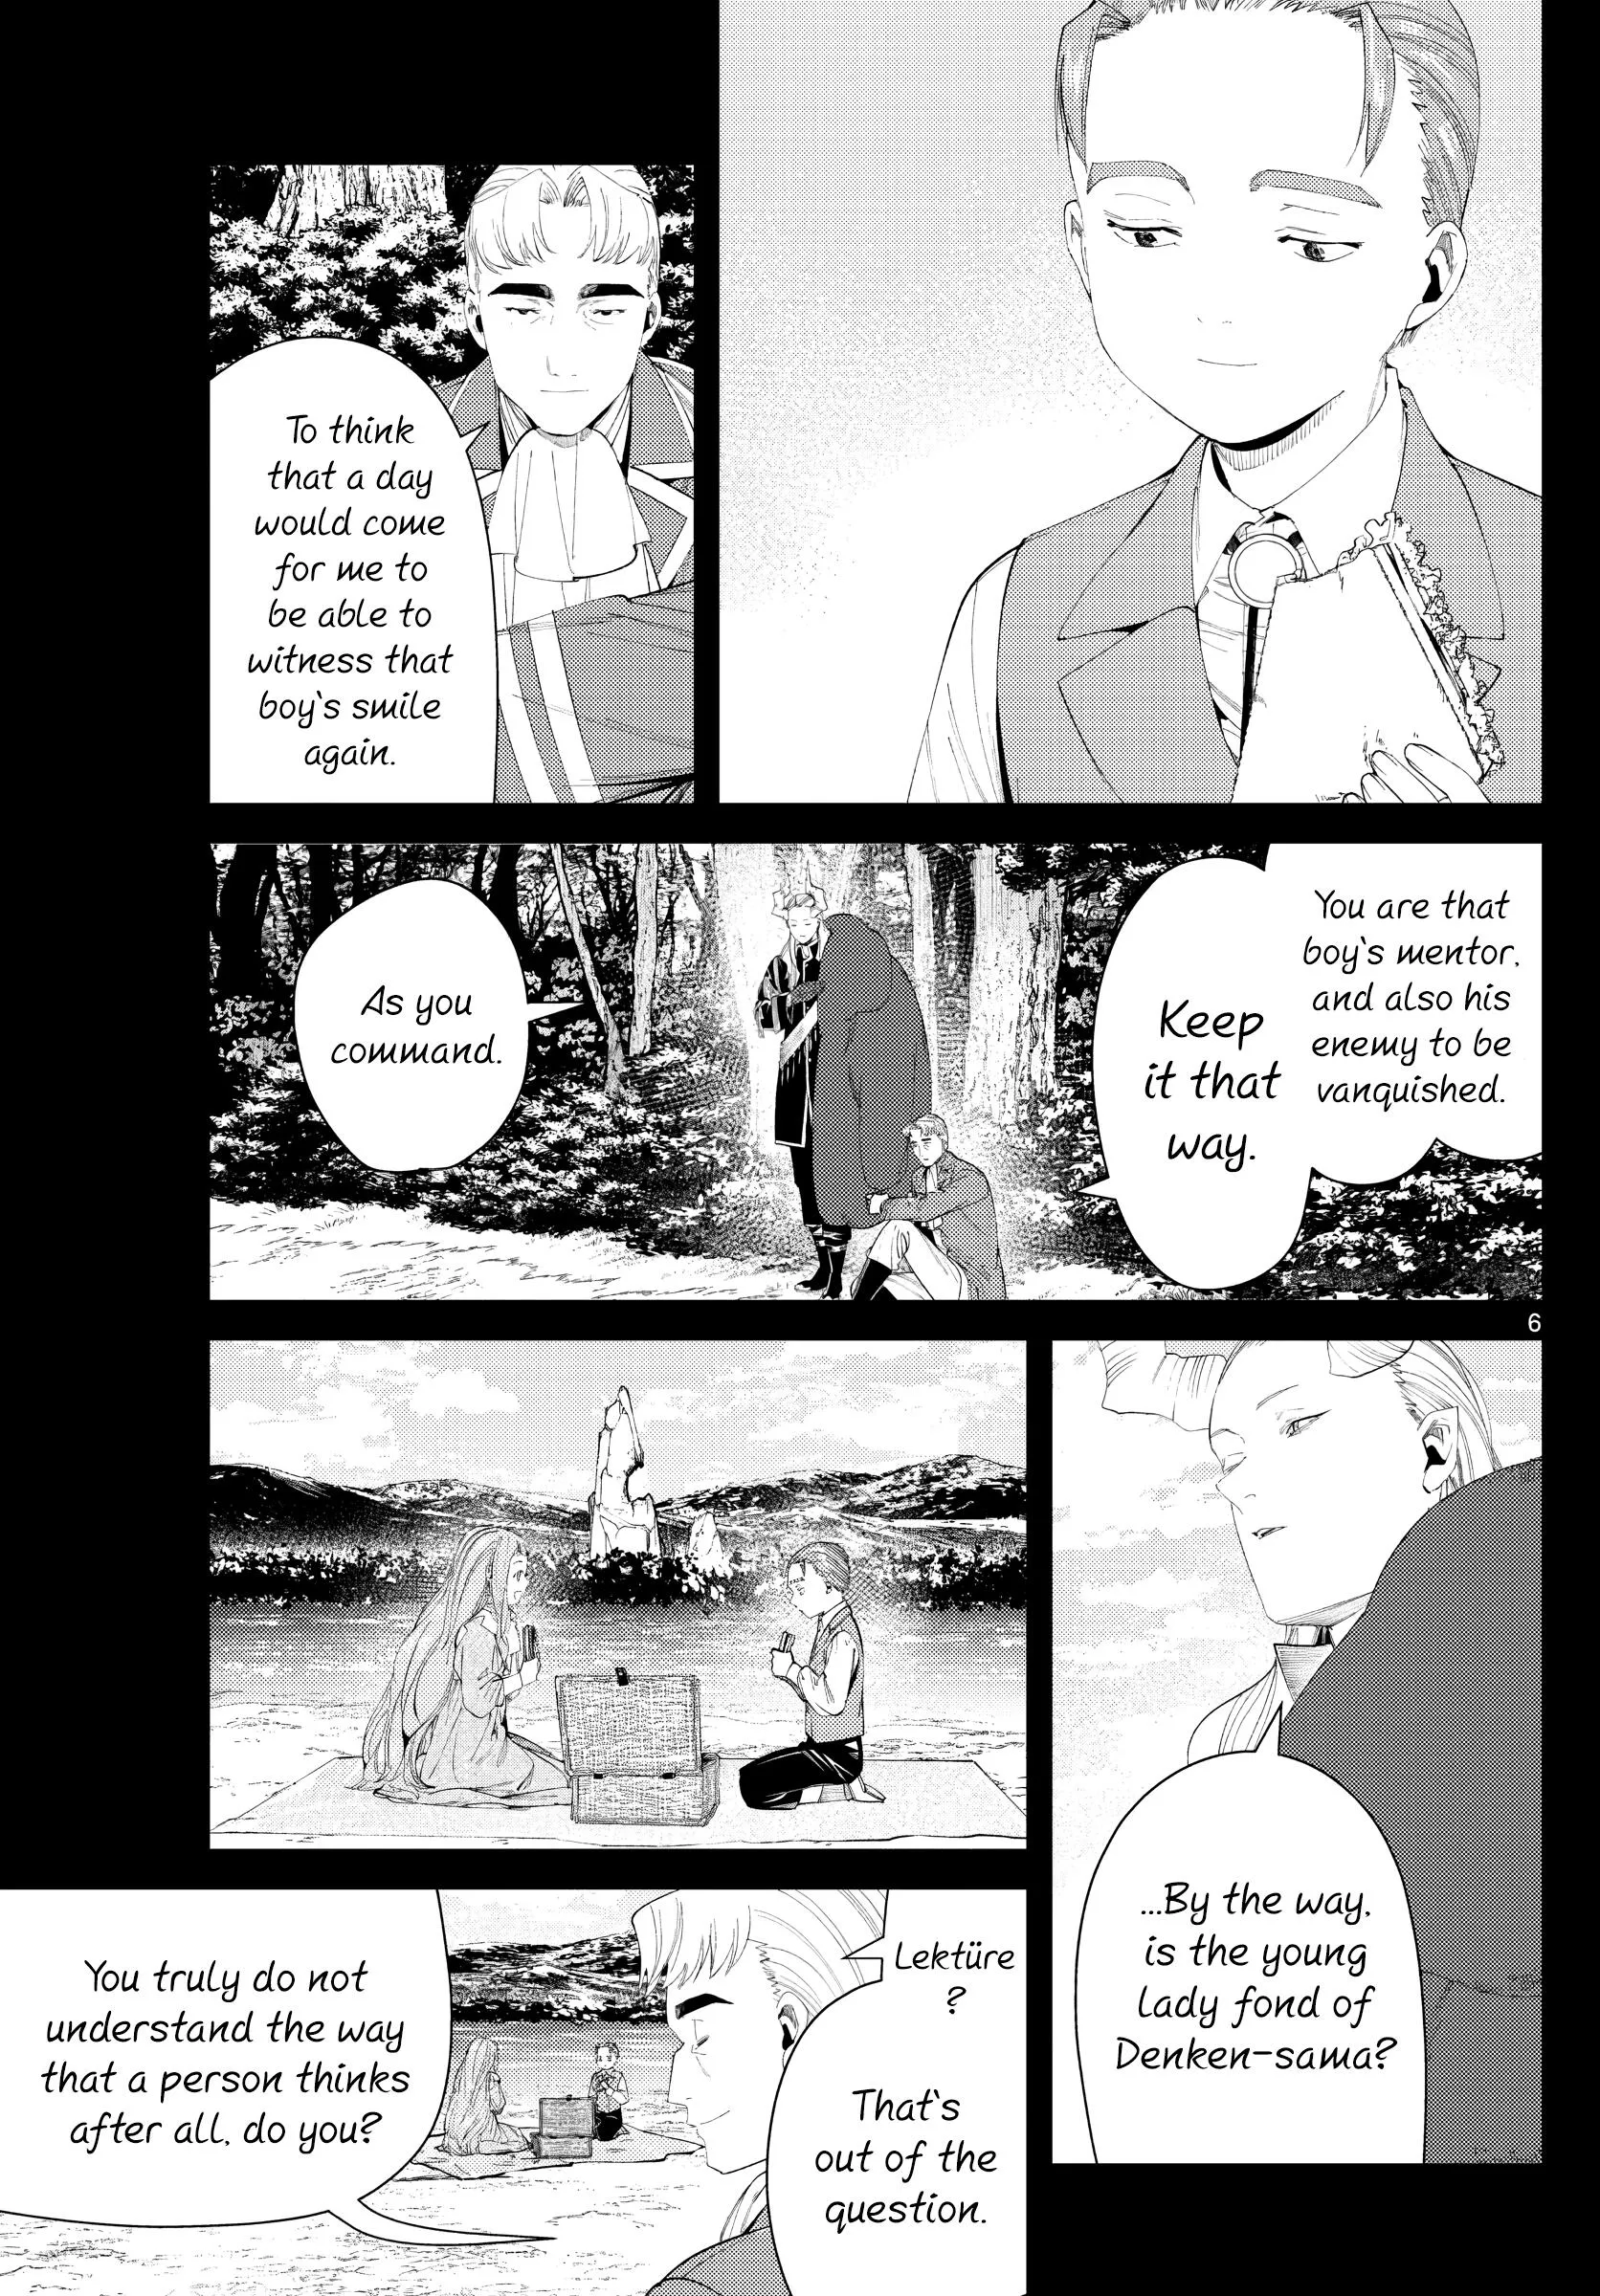 To think
that a day
would come
for me to
be able to
witness that
boy`s smile
again.
You are that
boy`s mentor,
and also his
enemy to be
vanquished.
Keep
it that
way.
As you
command.
6
...By the way,
is the young
lady fond of
Denken-sama?
Lektüre
?
That`s
out of the
question.
You truly do not
understand the way
that a person thinks
after all, do you?